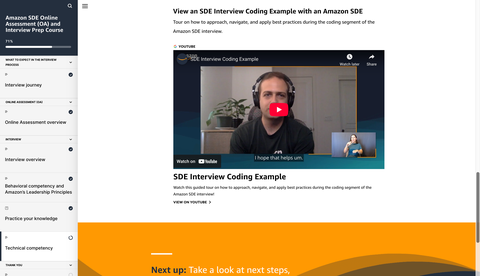 Amazon SDE Online
Assessment (OA) and
Interview Prep Course
71%
WHAT TO EXPECT IN THE INTERVIEW
PROCESS
Interview journey
ONLINE ASSESSMENT (OA)
Online Assessment overview
INTERVIEW
Interview overview
Behavioral competency and
Amazon's Leadership Principles
Practice your knowledge
Technical competency
THANK YOU
View an SDE Interview Coding Example with an Amazon SDE
Tour on how to approach, navigate, and apply best practices during the coding segment of the
Amazon SDE interview.
YOUTUBE
SDE Interview Coding Example
Watch later
Share
I hope that helps um.
Watch on YouTube
SDE Interview Coding Example
Watch this guided tour on how to approach, navigate, and apply best practices during the coding segment of the
Amazon SDE interview!
VIEW ON YOUTUBE >
Next up: Take a look at next steps,